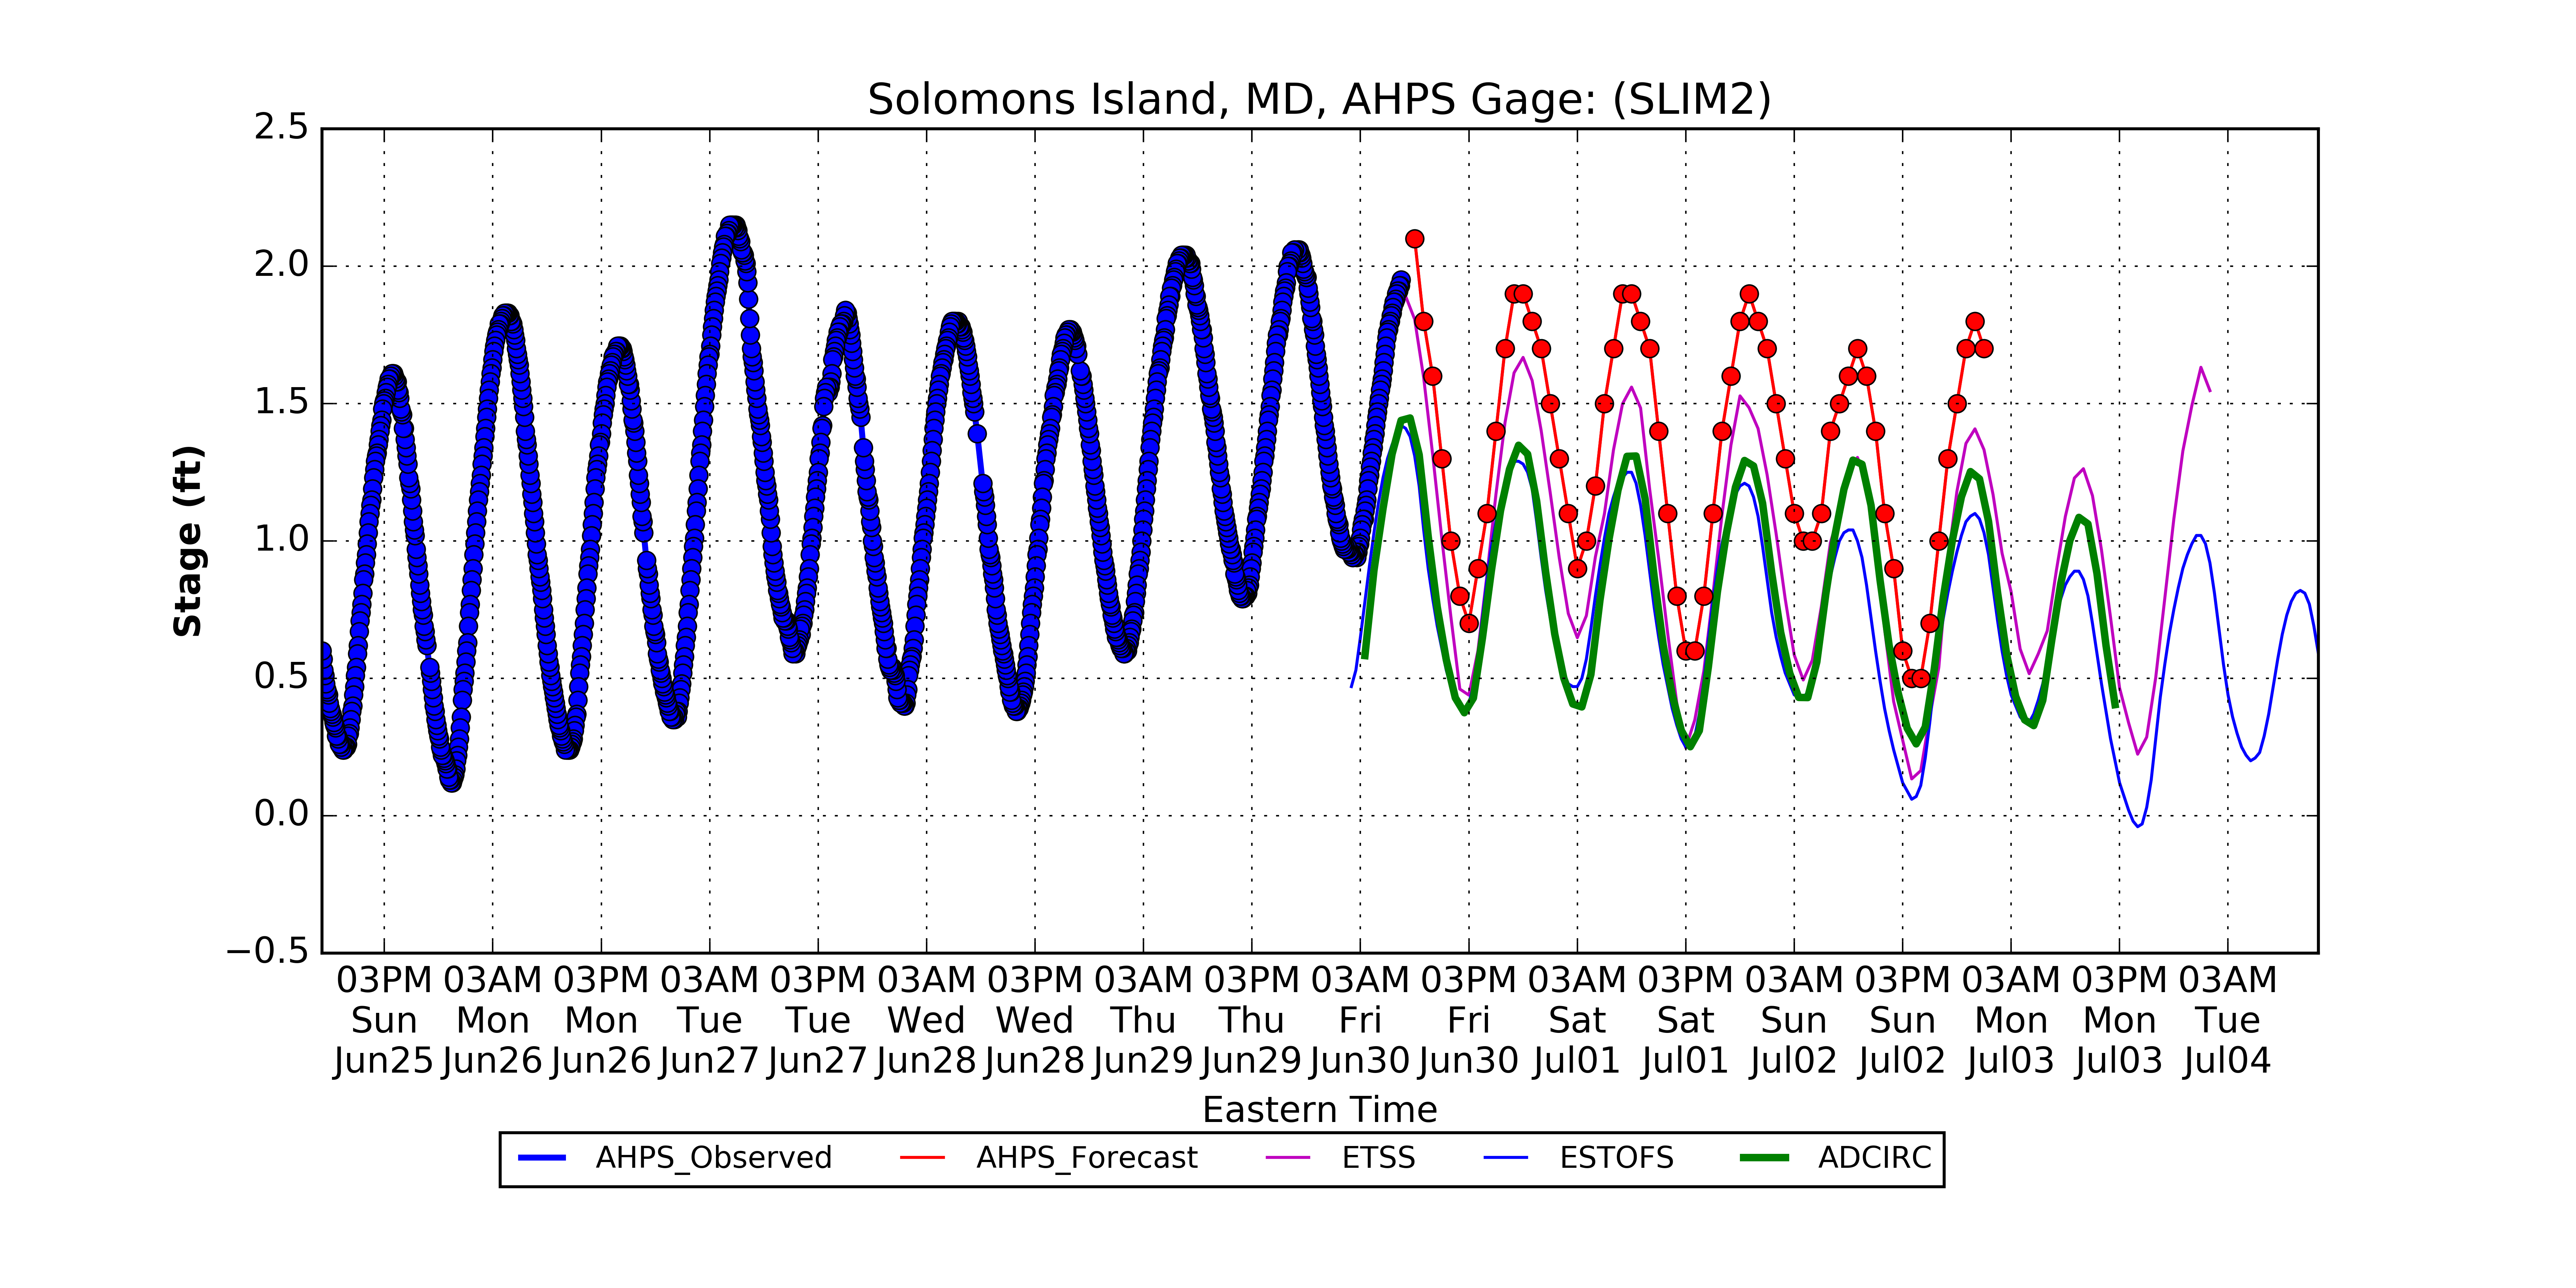 Solomons Island, MD, AHPS Gage: (SLIM2)
2.5
2.0
1.5
1.0
0.5
0.0
−0.5
Stage (ft)
03PM 03AM 03PM 03AM 03PM 03AM 03PM 03AM 03PM 03AM 03PM 03AM 03PM 03AM 03PM 03AM 03PM 03AM
Sun Mon Mon Tue Tue Wed Wed Thu Thu Fri Fri Sat Sat Sun Sun Mon Mon Tue
Jun25 Jun26 Jun26 Jun27 Jun27 Jun28 Jun28 Jun29 Jun29 Jun30 Jun30 Jul01 Jul01 Jul02 Jul02 Jul03 Jul03 Jul04
Eastern Time
AHPS_Observed AHPS_Forecast ETSS ESTOFS ADCIRC